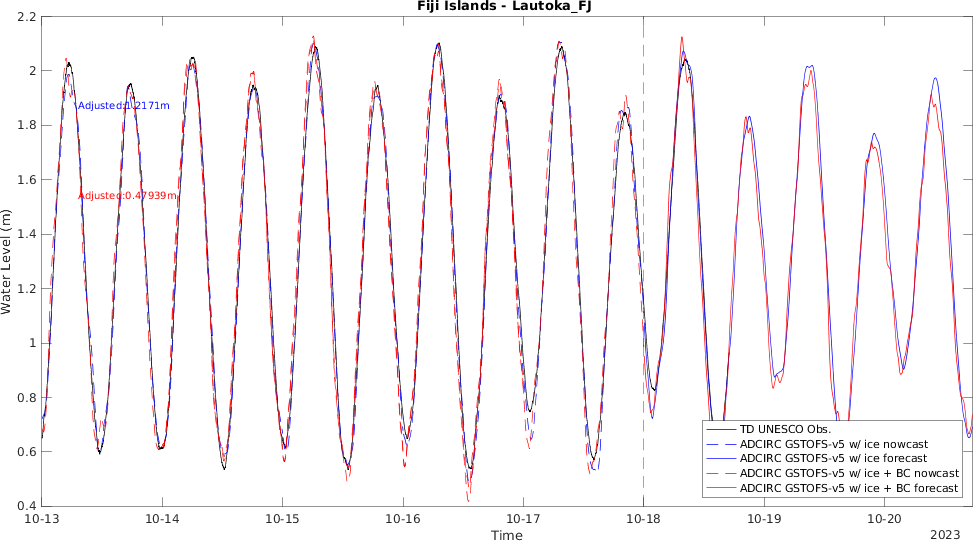 Fiji Islands - Lautoka_FJ
2.2
2
1.8
1.6
1.4
1.2
1
0.8
0.6
0.4
Water Level (m)
Adjusted:1.2171m
Adjusted:0.47939m
TD UNESCO Obs.
ADCIRC GSTOFS-v5 w/ ice nowcast
ADCIRC GSTOFS-v5 w/ ice forecast
ADCIRC GSTOFS-v5 w/ ice + BC nowcast
ADCIRC GSTOFS-v5 w/ ice + BC forecast
10-13 10-14 10-15 10-16 10-17 10-18 10-19 10-20
Time
2023